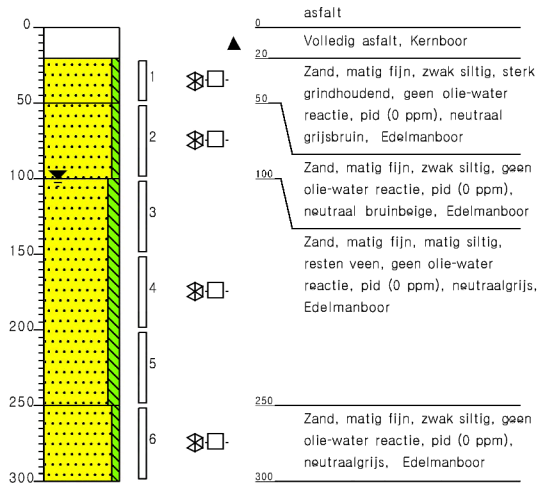 asfalt
0
0
Volledig asfalt, Kernboor
20
Zand, matig fijn, zwak siltig, sterk
grindhoudend, geen olie-water
reactie, pid (0 ppm), neutraal
grijsbruin, Edelmanboor
1
50
50
2
Zand, matig fijn, zwak siltig, geen
olie-water reactie, pid (0 ppm),
neutraal bruinbeige, Edelmanboor
100
100
3
Zand, matig fijn, matig siltig,
resten veen, geen olie-water
reactie, pid (0 ppm), neutraalgrijs,
Edelmanboor
150
4
200
5
250
250
Zand, matig fijn, zwak siltig, geen
olie-water reactie, pid (0 ppm),
neutraalgrijs, Edelmanboor
6
300
300